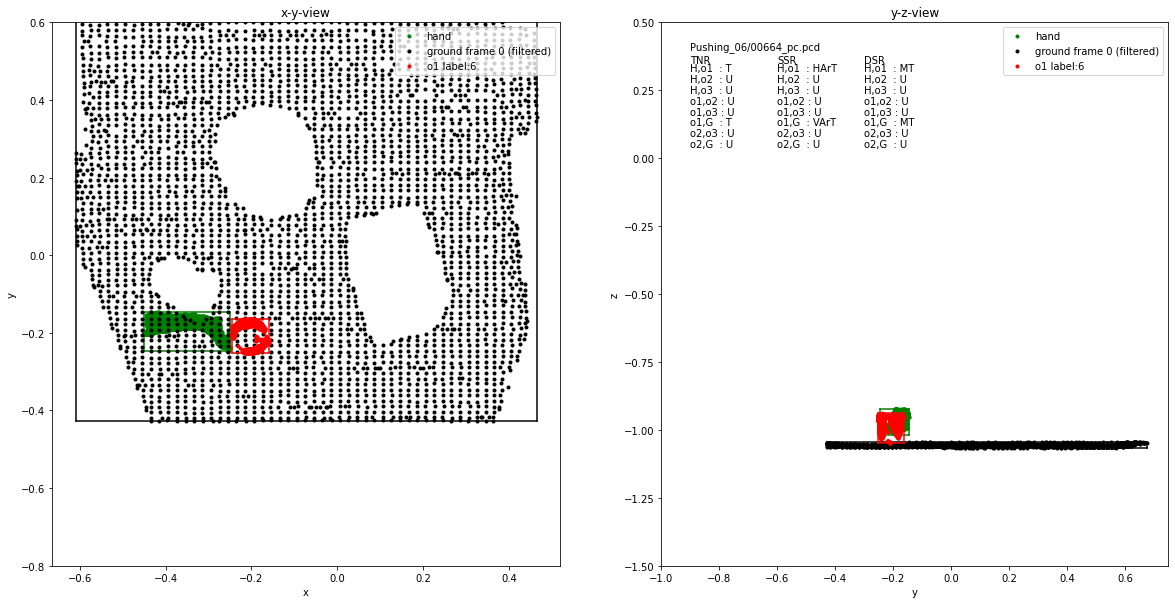 x-y-view
hand
ground frame 0 (filtered)
o1 label:6
0.6
0.4
0.2
0.0
−0.2
−0.4
−0.6
−0.8
y
−0.6
−0.4
−0.2
0.0
0.2
0.4
x
y-z-view
Pushing_06/00664_pc.pcd
TNR SSR DSR
H,o1 : T H,o1 : HArT H,o1 : MT
H,o2 : U H,o2 : U H,o2 : U
H,o3 : U H,o3 : U H,o3 : U
o1,o2 : U o1,o2 : U o1,o2 : U
o1,o3 : U o1,o3 : U o1,o3 : U
o1,G : T o1,G : VArT o1,G : MT
o2,o3 : U o2,o3 : U o2,o3 : U
o2,G : U o2,G : U o2,G : U
hand
ground frame 0 (filtered)
o1 label:6
0.50
0.25
0.00
−0.25
−0.50
−0.75
−1.00
−1.25
−1.50
z
−1.0
−0.8
−0.6
−0.4
−0.2
0.0
0.2
0.4
0.6
y